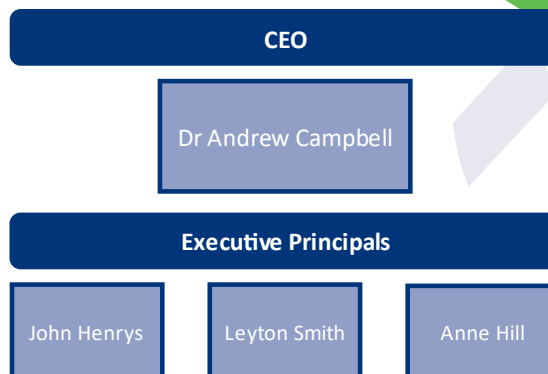 CEO
Dr Andrew Campbell
Executive Principals
John Henrys
Leyton Smith
Anne Hill